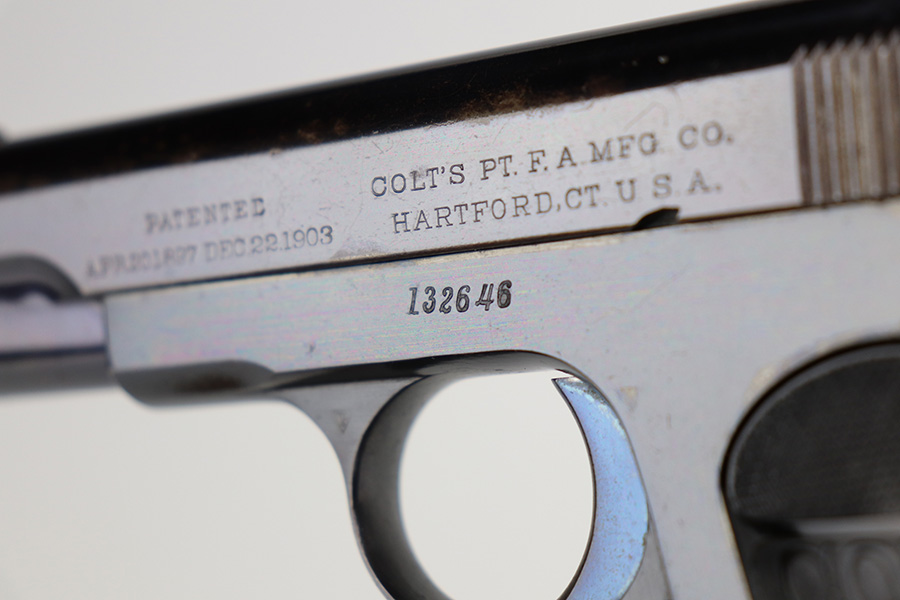 PATENTED
APR.20.1897 DEC.22.1903
COLT'S PT. F. A. MFG. CO.
HARTFORD, CT. U. S. A.
132646